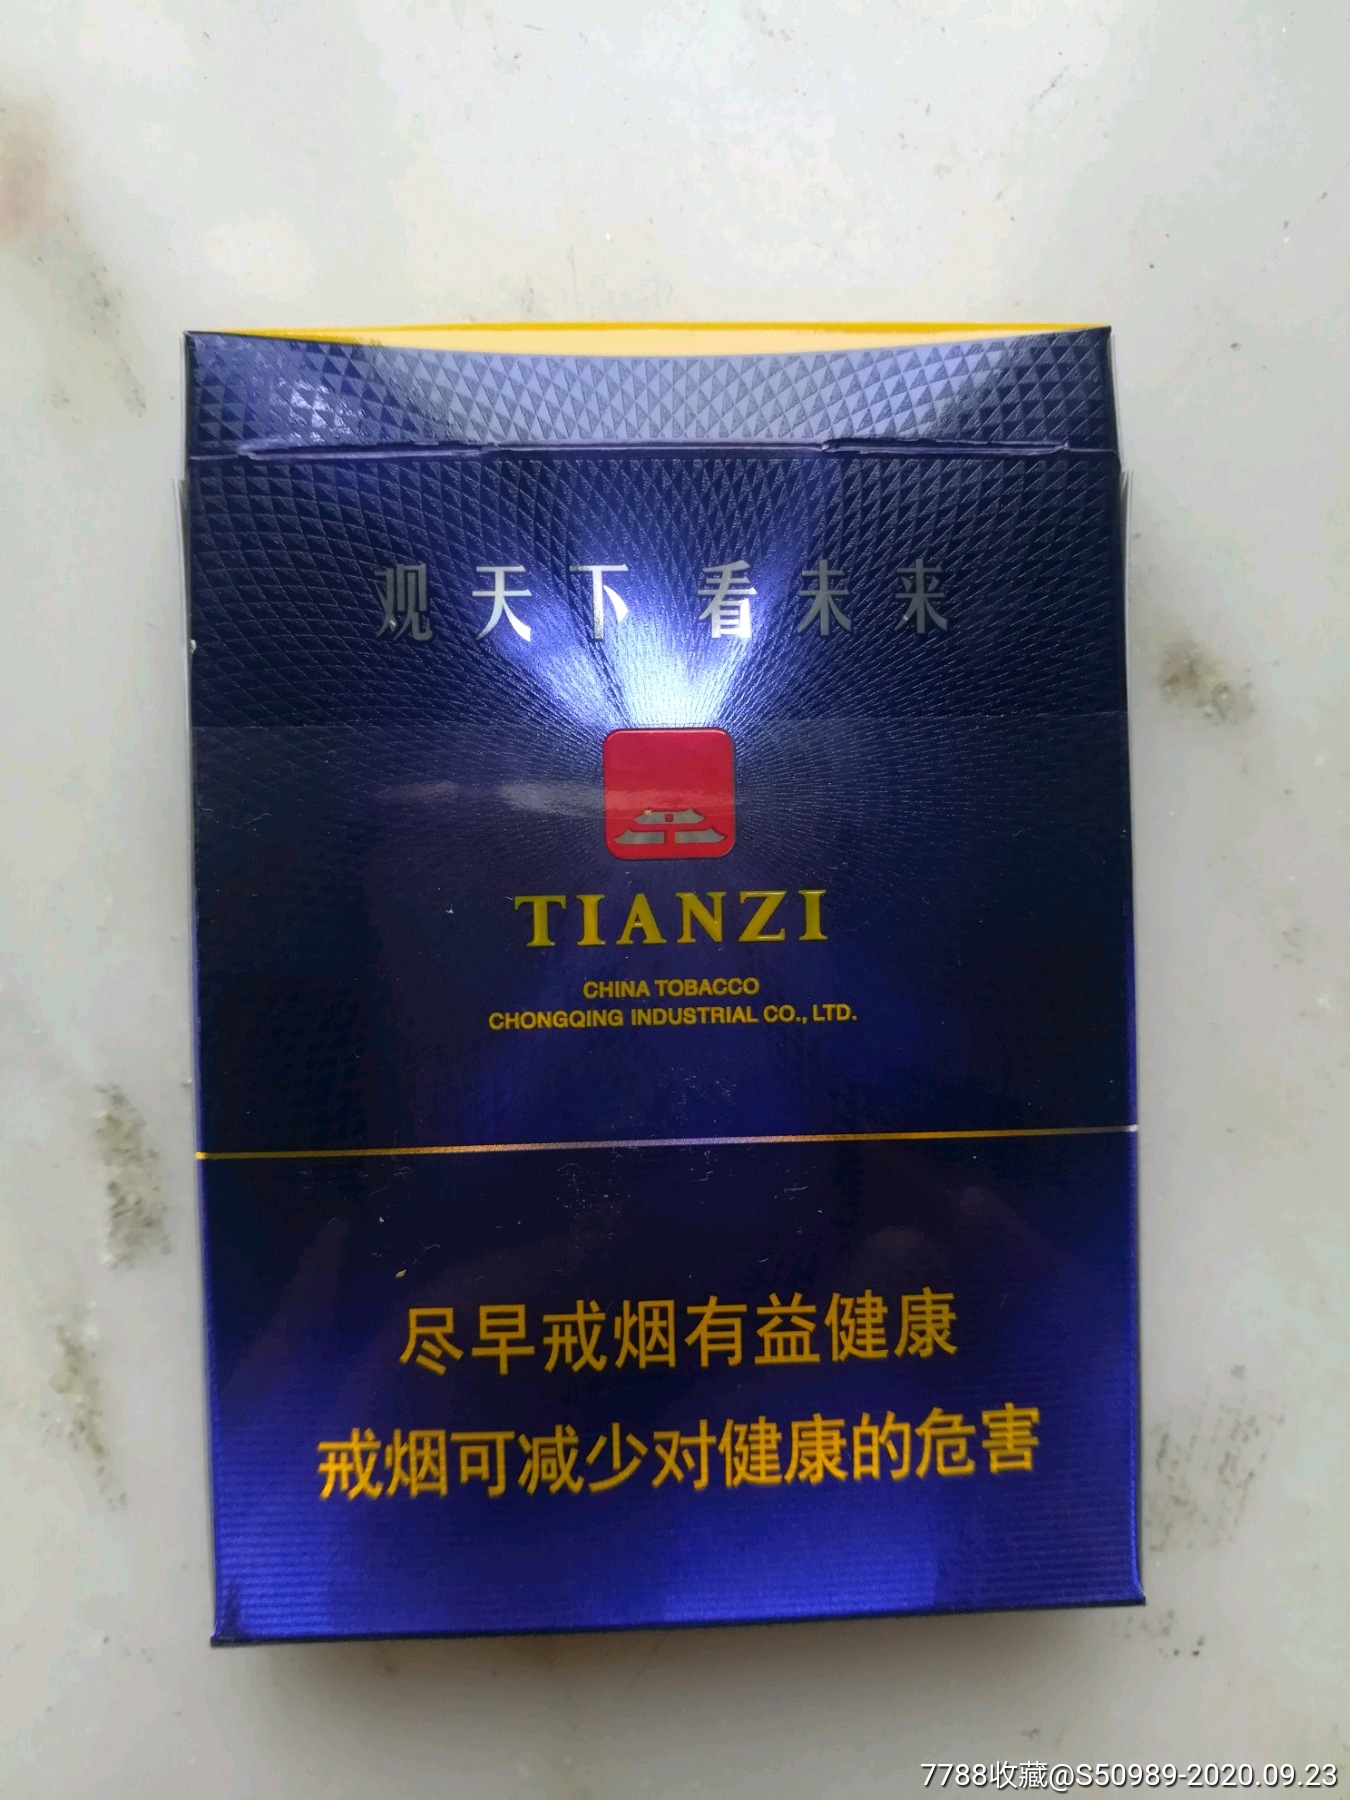 观天下 看未来
TIANZI
CHINA TOBACCO
CHONGQING INDUSTRIAL CO., LTD.
尽早戒烟有益健康
戒烟可减少对健康的危害
7788收藏@S50989-2020.09.23